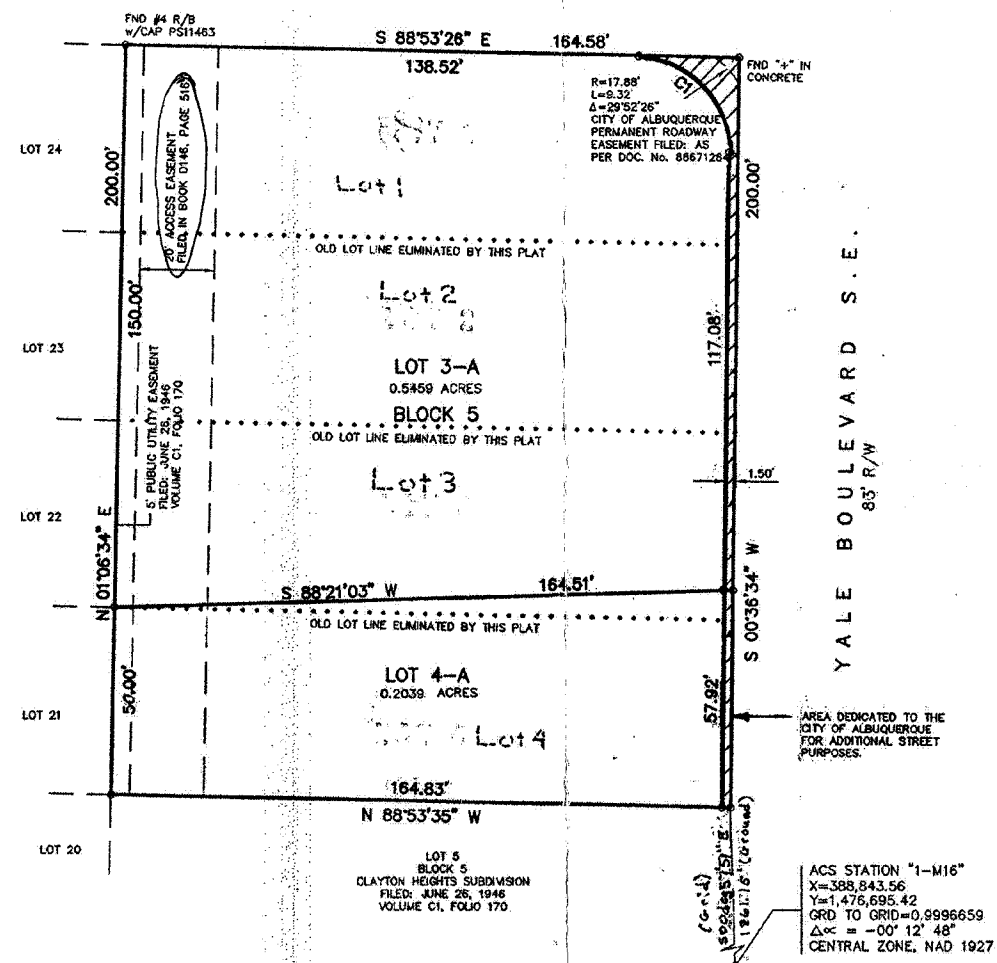 FND #4 R/B
w/CAP PS11463
S 88°53'26" E 164.58'
138.52'
FND "+" IN
CONCRETE
C1
R=17.88'
L=9.32'
Δ=29°52'26"
CITY OF ALBUQUERQUE
PERMANENT ROADWAY
EASEMENT FILED: AS
PER DOC. No. 8867128
LOT 24
200.00'
20' ACCESS EASEMENT
FILED IN BOOK D146, PAGE 516
Lot 1
200.00'
OLD LOT LINE ELIMINATED BY THIS PLAT
Lot 2
LOT 23
150.00'
5' PUBLIC UTILITY EASEMENT
FILED: JUNE 28, 1946
VOLUME C1, FOLIO 170
LOT 3-A
0.5459 ACRES
BLOCK 5
117.08'
YALE BOULEVARD S.E.
83' R/W
OLD LOT LINE ELIMINATED BY THIS PLAT
Lot 3
1.50'
LOT 22
N 01°06'34" E
S 88°21'03" W 164.51'
S 00°36'34" W
OLD LOT LINE ELIMINATED BY THIS PLAT
LOT 4-A
0.2039 ACRES
50.00'
57.92'
LOT 21
Lot 4
AREA DEDICATED TO THE
CITY OF ALBUQUERQUE
FOR ADDITIONAL STREET
PURPOSES.
164.83'
N 88°53'35" W
LOT 20
LOT 5
BLOCK 5
CLAYTON HEIGHTS SUBDIVISION
FILED: JUNE 26, 1946
VOLUME C1, FOLIO 170
(Grid)
(Ground)
ACS STATION "1-M16"
X=388,843.56
Y=1,476,695.42
GRD TO GRID=0.9996659
Δ∝ = -00° 12' 48"
CENTRAL ZONE, NAD 1927